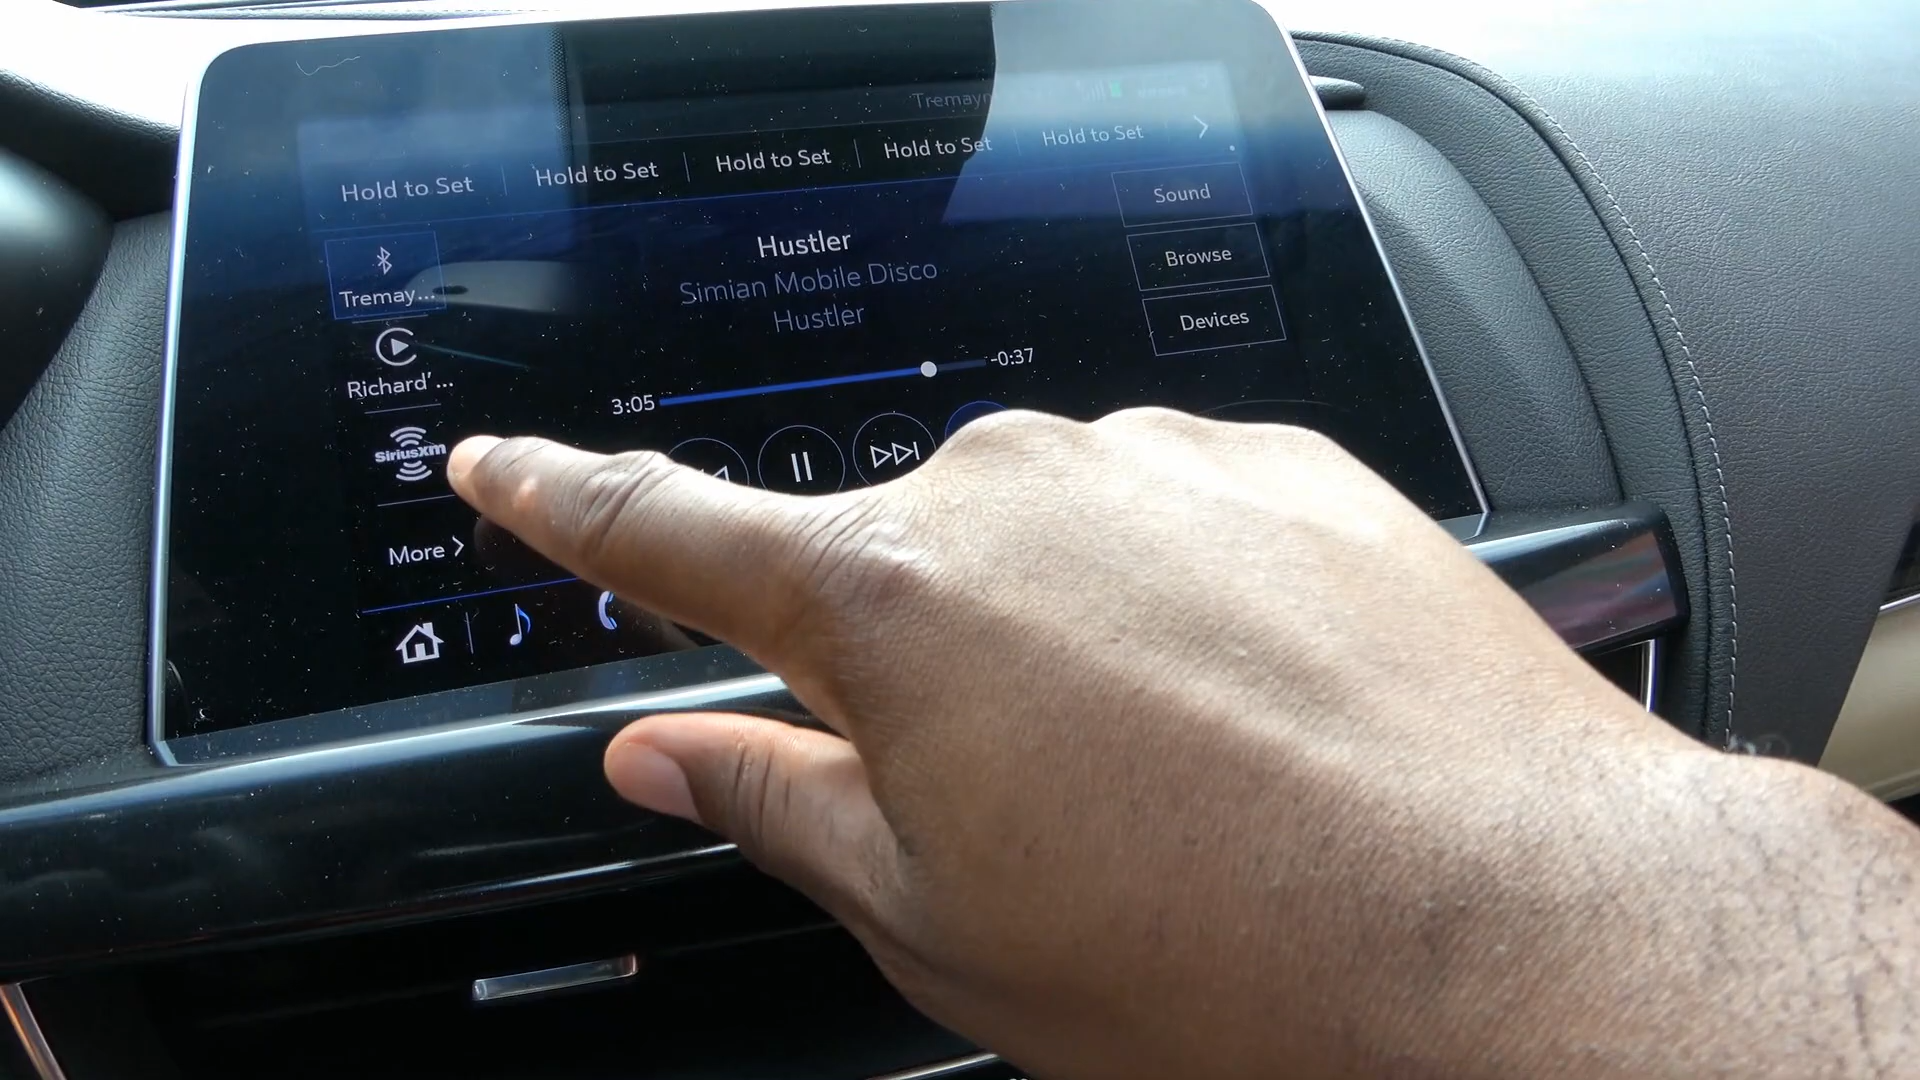 Tremayn
Hold to Set
Hold to Set
Hold to Set
Hold to Set
Hold to Set
Sound
Tremay...
Hustler
Simian Mobile Disco
Hustler
Browse
Devices
Richard'...
3:05
-0:37
SiriusXm
More